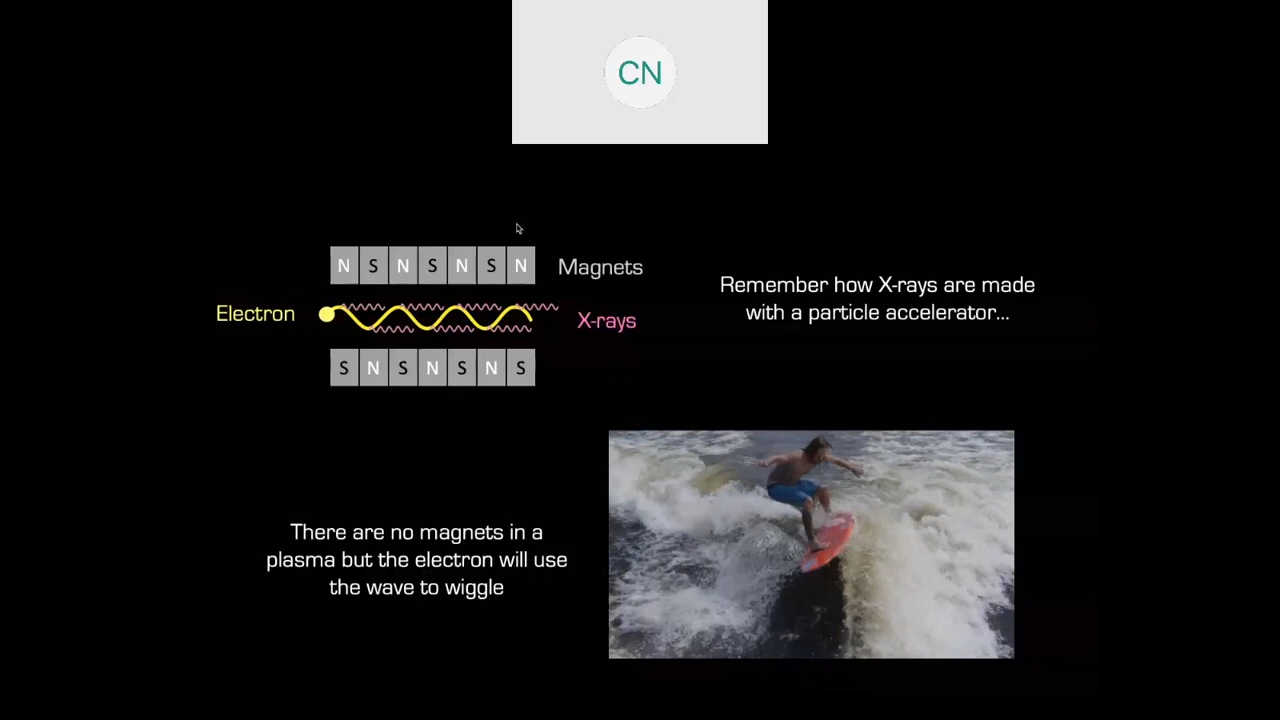 CN
N S N S N S N Magnets
Electron
X-rays
S N S N S N S
Remember how X-rays are made
with a particle accelerator...
There are no magnets in a
plasma but the electron will use
the wave to wiggle